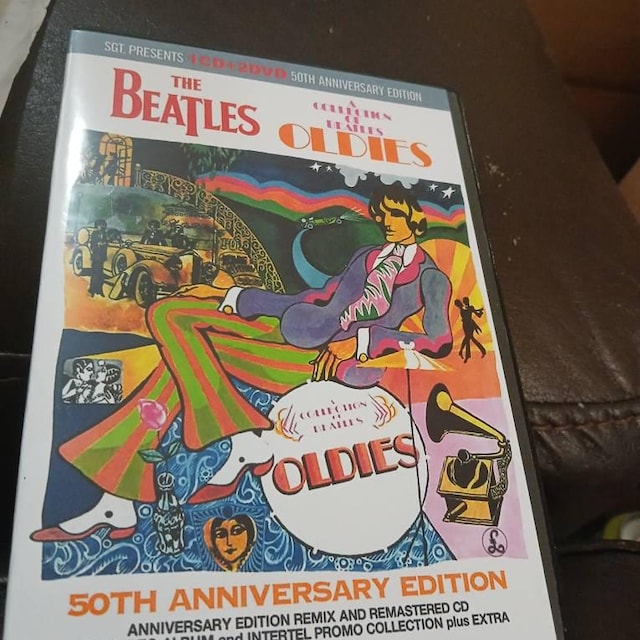 SGT. PRESENTS 1CD+2DVD 50TH ANNIVERSARY EDITION
THE
BEATLES
A
COLLECTION
OF
BEATLES
OLDIES
A
COLLECTION
OF
BEATLES
OLDIES
£
50TH ANNIVERSARY EDITION
ANNIVERSARY EDITION REMIX AND REMASTERED CD
ALBUM and INTERTEL PROMO COLLECTION plus EXTRA